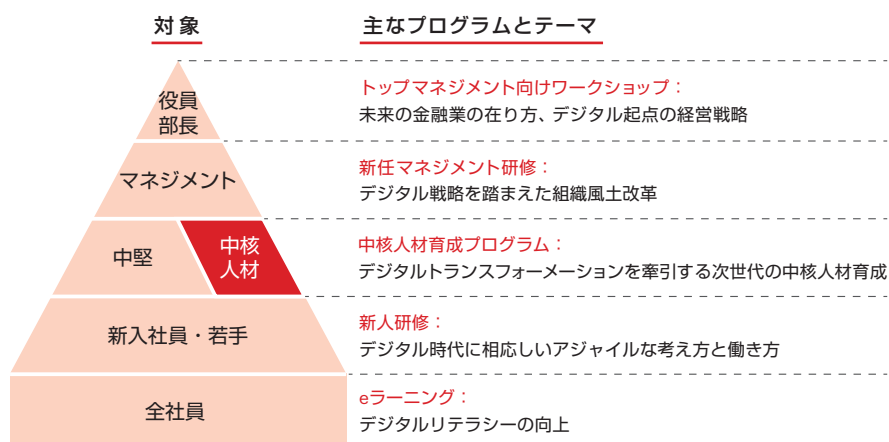 対象
主なプログラムとテーマ
役員
部長
トップマネジメント向けワークショップ：
未来の金融業の在り方、デジタル起点の経営戦略
マネジメント
新任マネジメント研修：
デジタル戦略を踏まえた組織風土改革
中堅
中核
人材
中核人材育成プログラム：
デジタルトランスフォーメーションを牽引する次世代の中核人材育成
新入社員・若手
新人研修：
デジタル時代に相応しいアジャイルな考え方と働き方
全社員
eラーニング：
デジタルリテラシーの向上